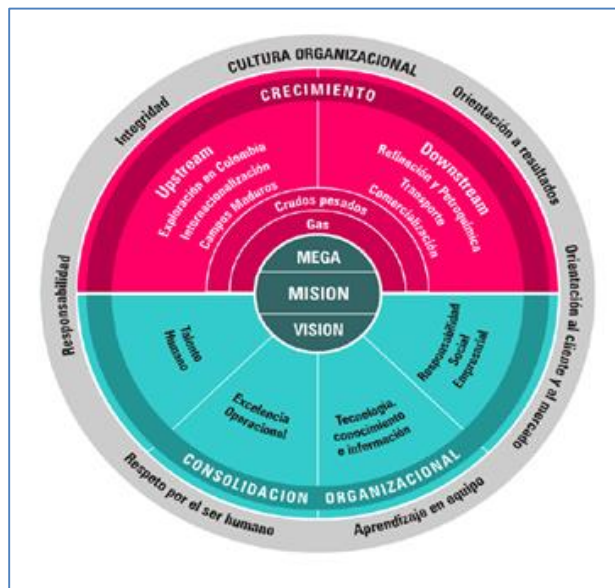 CULTURA ORGANIZACIONAL
Integridad
Orientación a resultados
CRECIMIENTO
Upstream
Exploración en Colombia
Internacionalización
Campos Maduros
Downstream
Refinación y Petroquímica
Transporte
Comercialización
Crudos pesados
Gas
MEGA
MISION
VISION
Responsabilidad
Orientación al cliente y al mercado
Talento
Humano
Excelencia
Operacional
Tecnología,
conocimiento
e información
Responsabilidad
Social
Empresarial
CONSOLIDACION ORGANIZACIONAL
Respeto por el ser humano
Aprendizaje en equipo